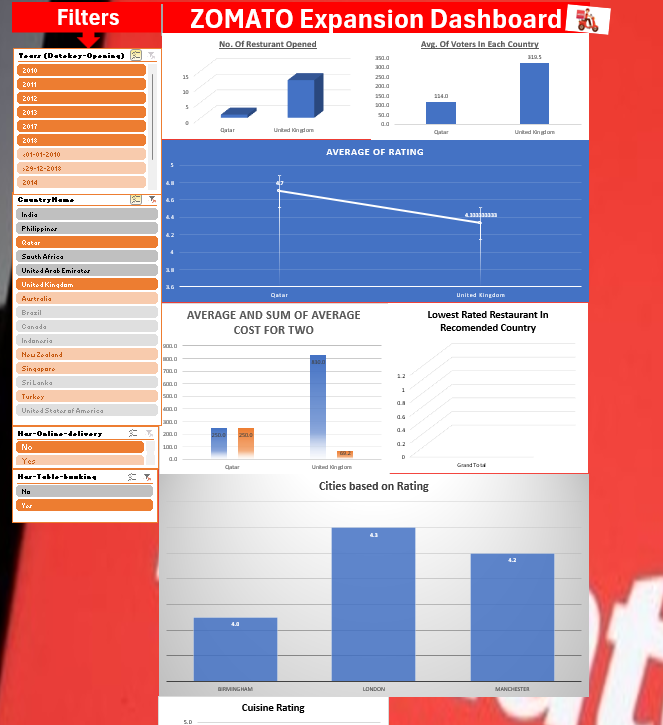 Filters
ZOMATO Expansion Dashboard
Years (Datekey-Opening)
2010
2011
2012
2013
2017
2018
<01-01-2010
>29-12-2018
2014
CountryName
India
Philippines
Qatar
South Africa
United Arab Emirates
United Kingdom
Australia
Brazil
Canada
Indonesia
New Zealand
Singapore
Sri Lanka
Turkey
United States of America
Has-Online-delivery
No
Yes
Has-Table-booking
No
Yes
No. Of Resturant Opened
15
10
5
0
Qatar
United Kingdom
Avg. Of Voters In Each Country
350.0
300.0
250.0
200.0
150.0
100.0
50.0
0.0
114.0
319.5
Qatar
United Kingdom
AVERAGE OF RATING
5
4.8
4.6
4.4
4.2
4
3.8
3.6
4.7
4.333333333
Qatar
United Kingdom
AVERAGE AND SUM OF AVERAGE
COST FOR TWO
900.0
800.0
700.0
600.0
500.0
400.0
300.0
200.0
100.0
0.0
250.0
250.0
69.2
Qatar
United Kingdom
Lowest Rated Restaurant In
Recomended Country
1.2
1
0.8
0.6
0.4
0.2
0
Grand Total
Cities based on Rating
4.0
4.3
4.2
BIRMINGHAM
LONDON
MANCHESTER
Cuisine Rating
5.0